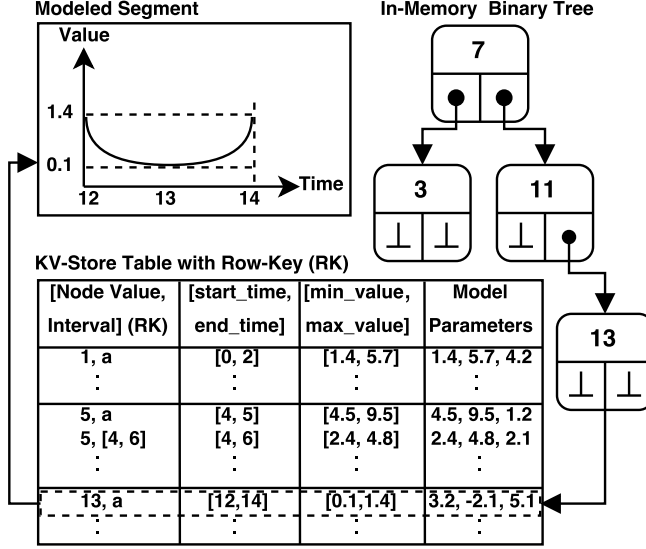 Modeled Segment
Value
1.4
0.1
12 13 14
Time
In-Memory Binary Tree
7
3
11
⊥ ⊥
⊥
13
⊥ ⊥
KV-Store Table with Row-Key (RK)
[Node Value, Interval] (RK) [start_time, end_time] [min_value, max_value] Model Parameters
1, a [0, 2] [1.4, 5.7] 1.4, 5.7, 4.2
: : : :
5, a [4, 5] [4.5, 9.5] 4.5, 9.5, 1.2
5, [4, 6] [4, 6] [2.4, 4.8] 2.4, 4.8, 2.1
: : : :
13, a [12,14] [0.1,1.4] 3.2, -2.1, 5.1
: : : :